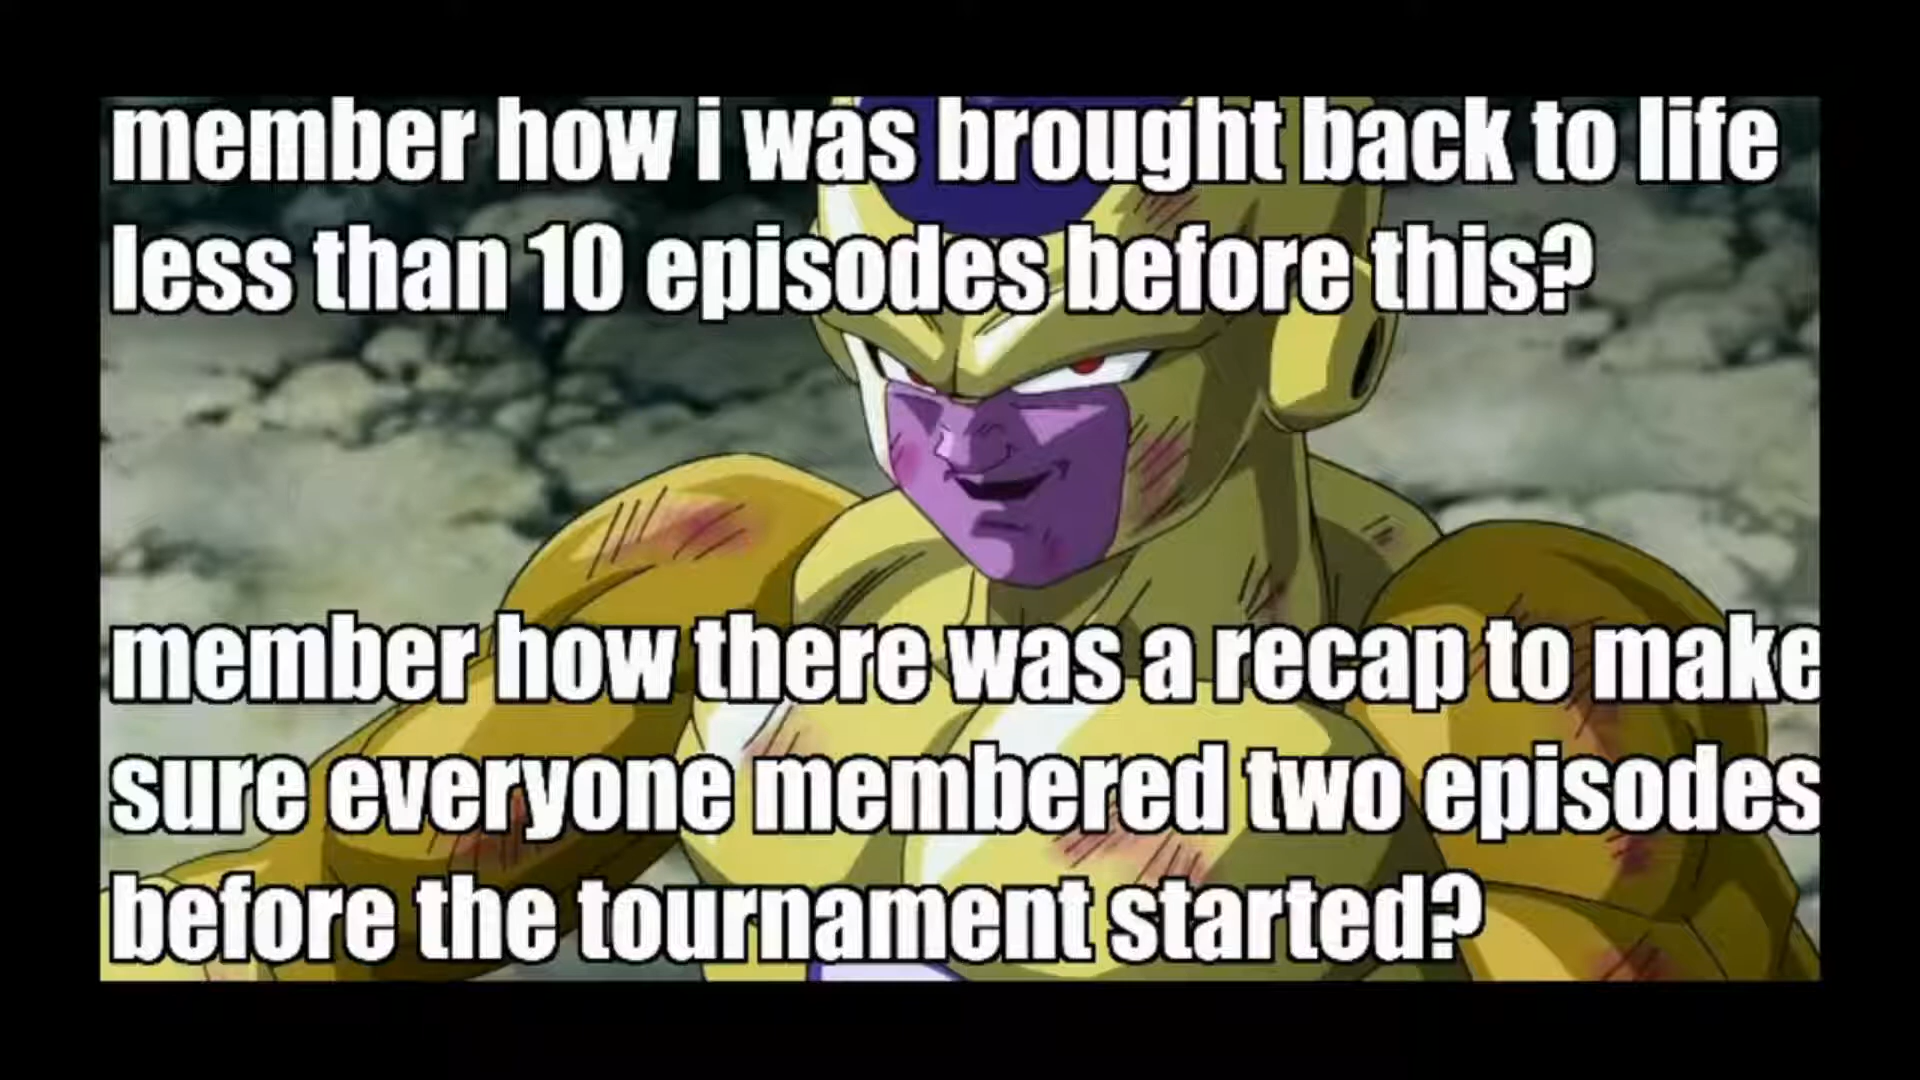 member how i was brought back to life
less than 10 episodes before this?
member how there was a recap to make
sure everyone membered two episodes
before the tournament started?